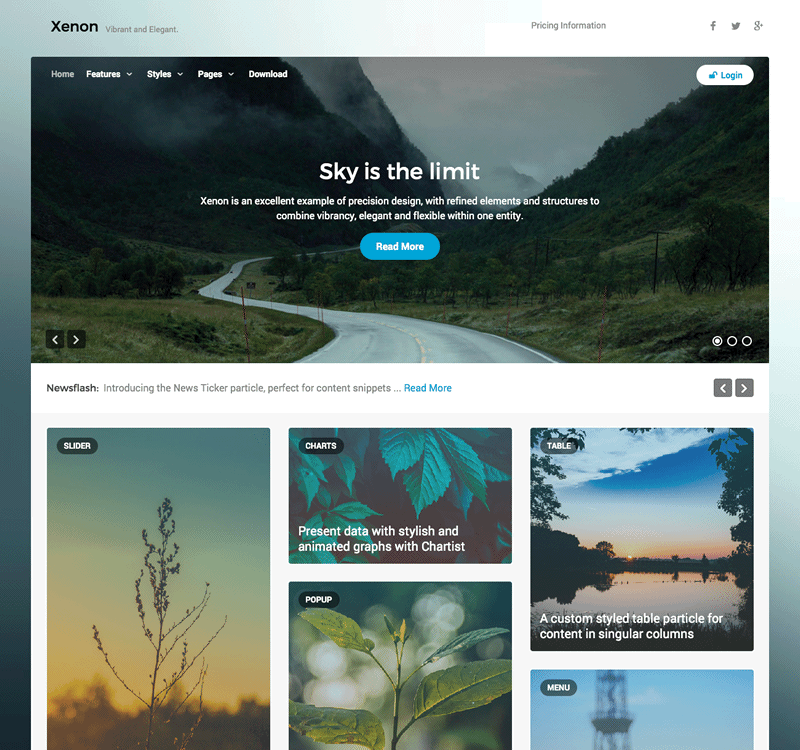 Xenon Vibrant and Elegant.
Pricing Information
Home Features Styles Pages Download
Login
Sky is the limit
Xenon is an excellent example of precision design, with refined elements and structures to
combine vibrancy, elegant and flexible within one entity.
Read More
Newsflash: Introducing the News Ticker particle, perfect for content snippets ... Read More
SLIDER
CHARTS
Present data with stylish and
animated graphs with Chartist
TABLE
A custom styled table particle for
content in singular columns
POPUP
MENU